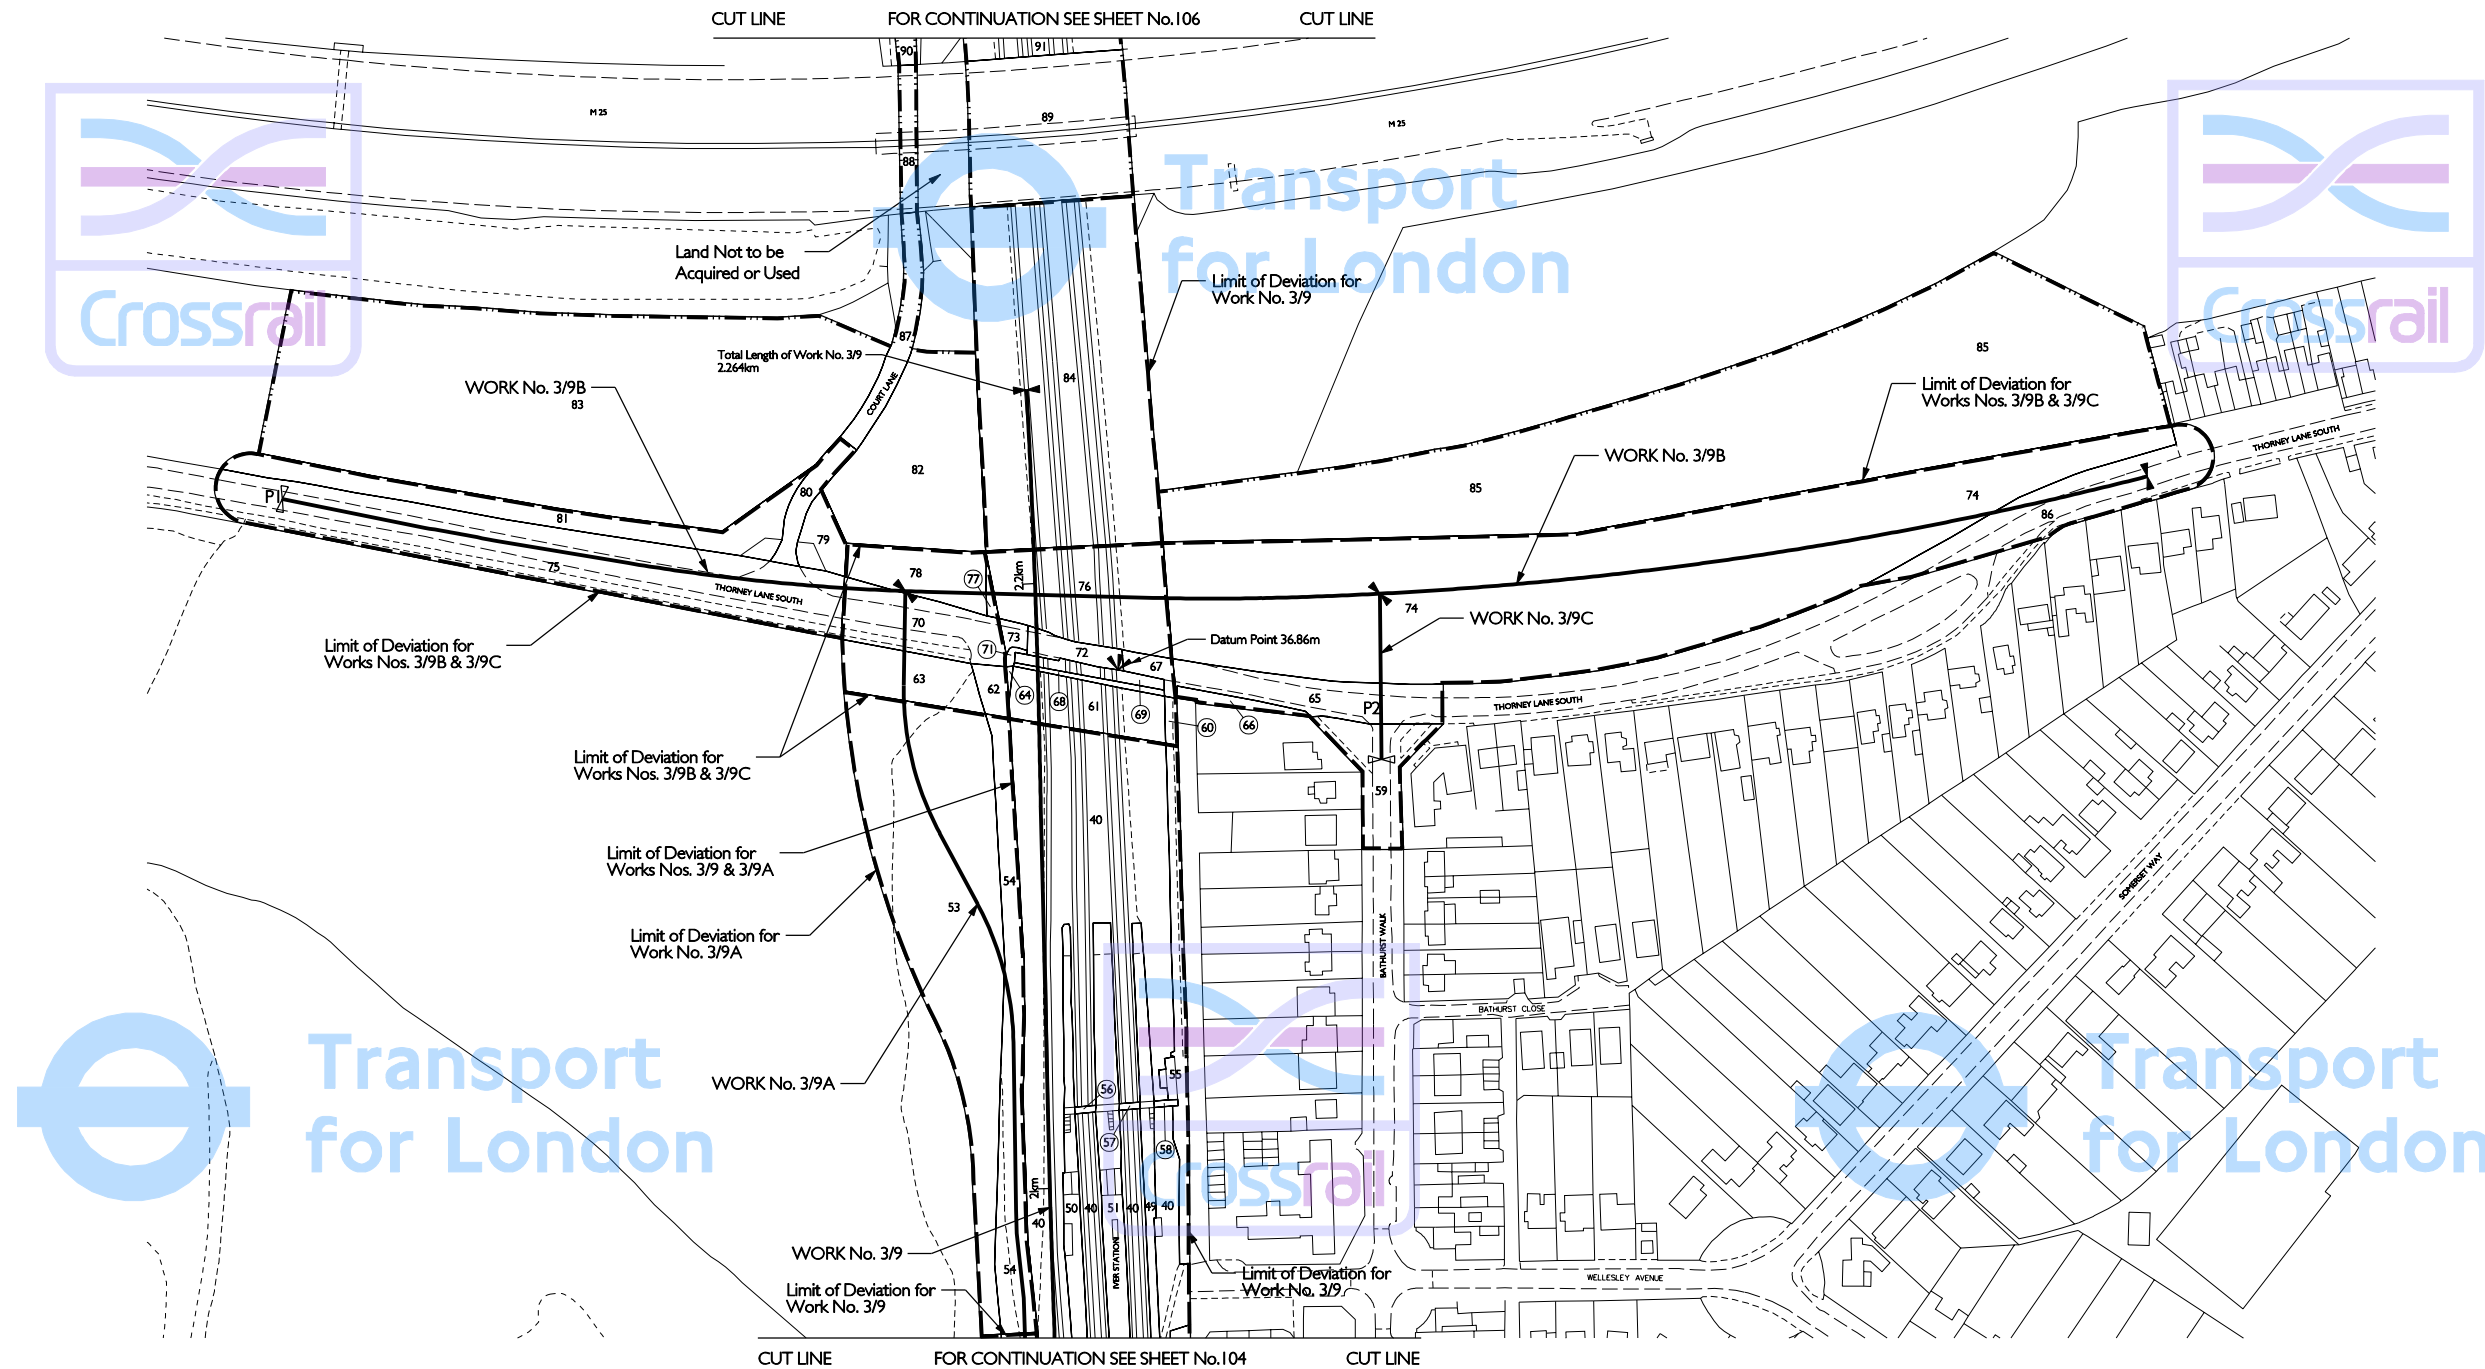 CUT LINE
FOR CONTINUATION SEE SHEET No.106
CUT LINE
90
91
M 25
89
M 25
88
Crossrail
Transport
for London
Crossrail
Land Not to be
Acquired or Used
Limit of Deviation for
Work No. 3/9
87
Total Length of Work No. 3/9
2.264km
84
85
WORK No. 3/9B
83
COURT LANE
Limit of Deviation for
Works Nos. 3/9B & 3/9C
THORNEY LANE SOUTH
82
WORK No. 3/9B
P1
80
85
74
81
86
79
75
78
77
2.2km
76
THORNEY LANE SOUTH
74
70
73
WORK No. 3/9C
Datum Point 36.86m
Limit of Deviation for
Works Nos. 3/9B & 3/9C
71
72
67
63
62
64
68
61
69
65
P2
THORNEY LANE SOUTH
60
66
Limit of Deviation for
Works Nos. 3/9B & 3/9C
59
40
Limit of Deviation for
Works Nos. 3/9 & 3/9A
54
53
SOMERSET WAY
Limit of Deviation for
Work No. 3/9A
BATHURST WALK
BATHURST CLOSE
Transport
for London
WORK No. 3/9A
56
55
57
58
Crossrail
Transport
for London
2km
40
50
40
51
40
49
40
IVER STATION
WORK No. 3/9
54
Limit of Deviation for
Work No. 3/9
Limit of Deviation for
Work No. 3/9
WELLESLEY AVENUE
CUT LINE
FOR CONTINUATION SEE SHEET No.104
CUT LINE